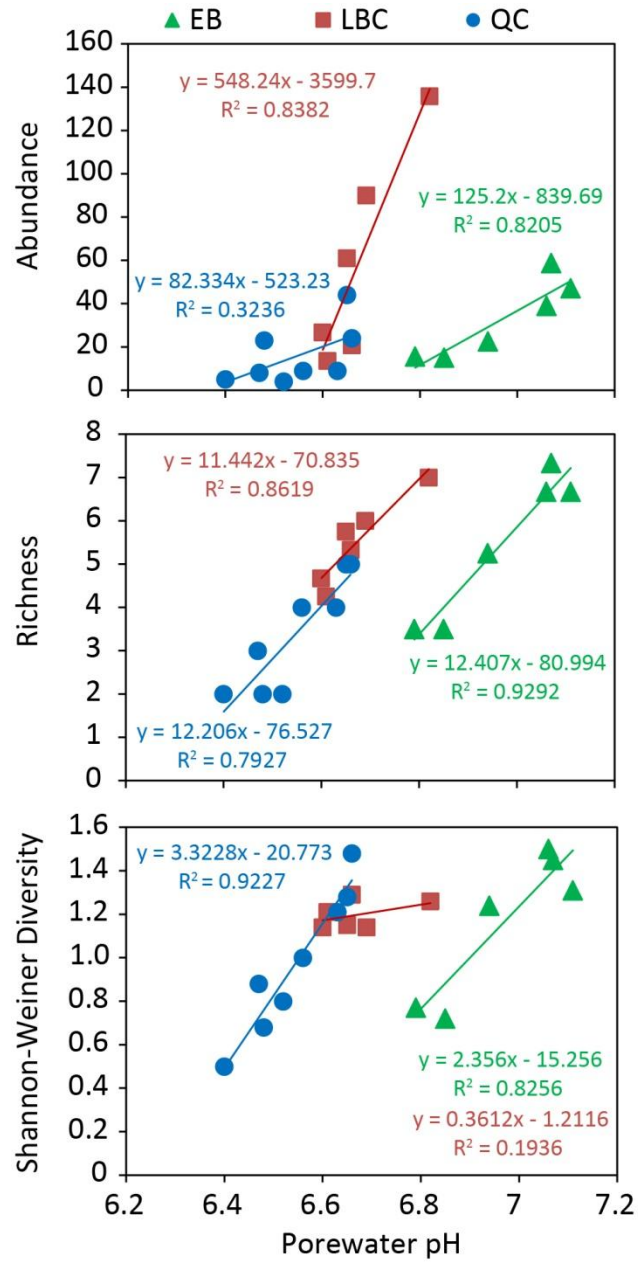 EB LBC QC
160
140
120
100
80
60
40
20
0
Abundance
y = 548.24x - 3599.7
R² = 0.8382
y = 125.2x - 839.69
R² = 0.8205
y = 82.334x - 523.23
R² = 0.3236
8
7
6
5
4
3
2
1
0
Richness
y = 11.442x - 70.835
R² = 0.8619
y = 12.407x - 80.994
R² = 0.9292
y = 12.206x - 76.527
R² = 0.7927
1.6
1.4
1.2
1.0
0.8
0.6
0.4
0.2
0
Shannon-Weiner Diversity
y = 3.3228x - 20.773
R² = 0.9227
y = 2.356x - 15.256
R² = 0.8256
y = 0.3612x - 1.2116
R² = 0.1936
6.2 6.4 6.6 6.8 7 7.2
Porewater pH